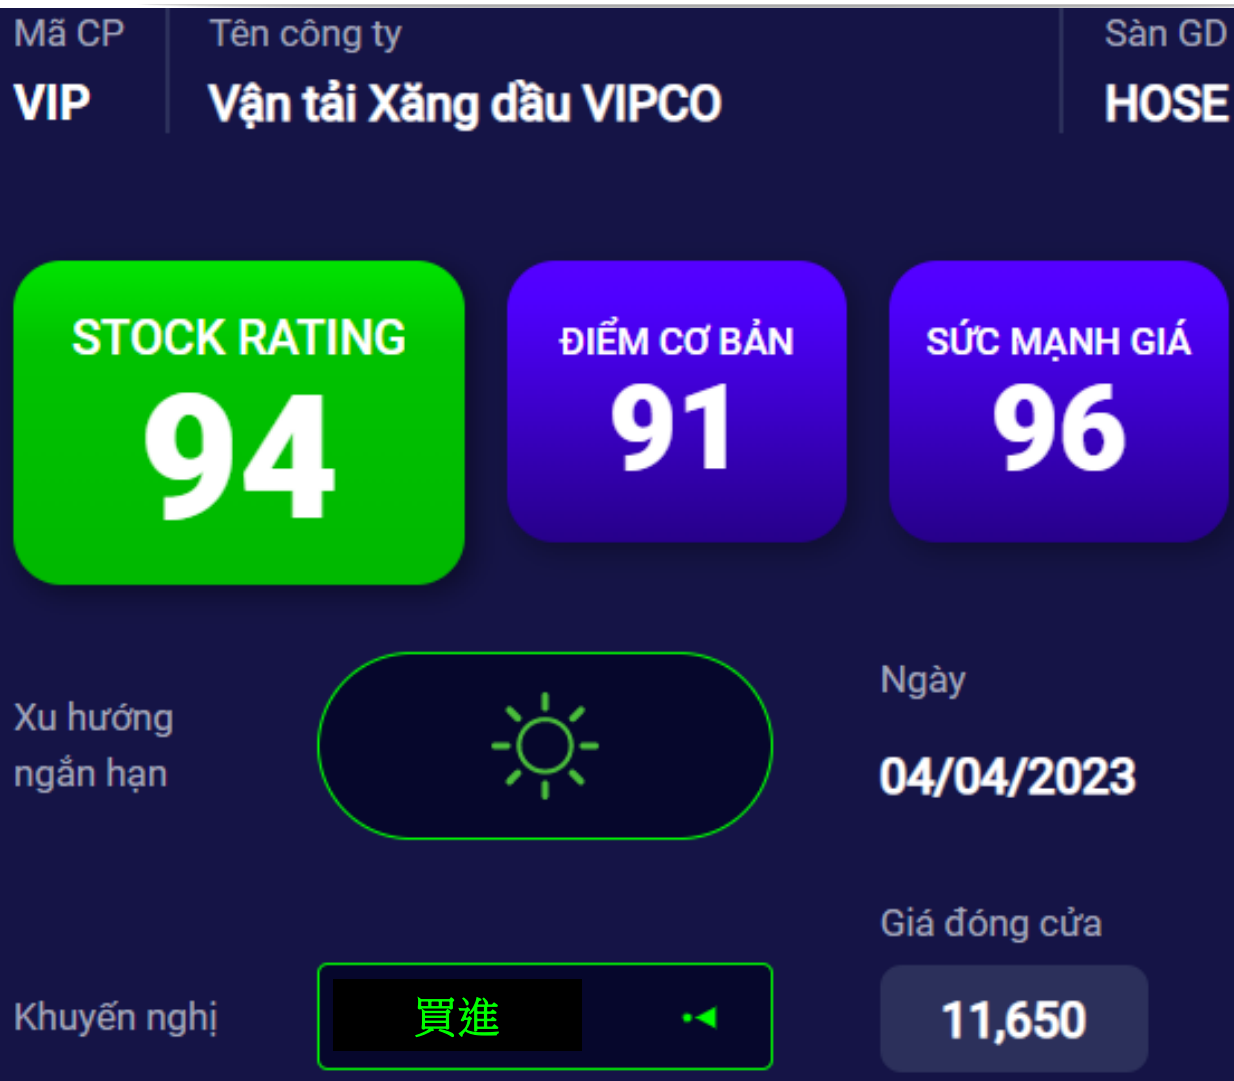 Mã CP
Tên công ty
Sàn GD
VIP
Vận tải Xăng dầu VIPCO
HOSE
STOCK RATING
94
ĐIỂM CƠ BẢN
91
SỨC MẠNH GIÁ
96
Xu hướng
ngắn hạn
Ngày
04/04/2023
Khuyến nghị
買進
Giá đóng cửa
11,650